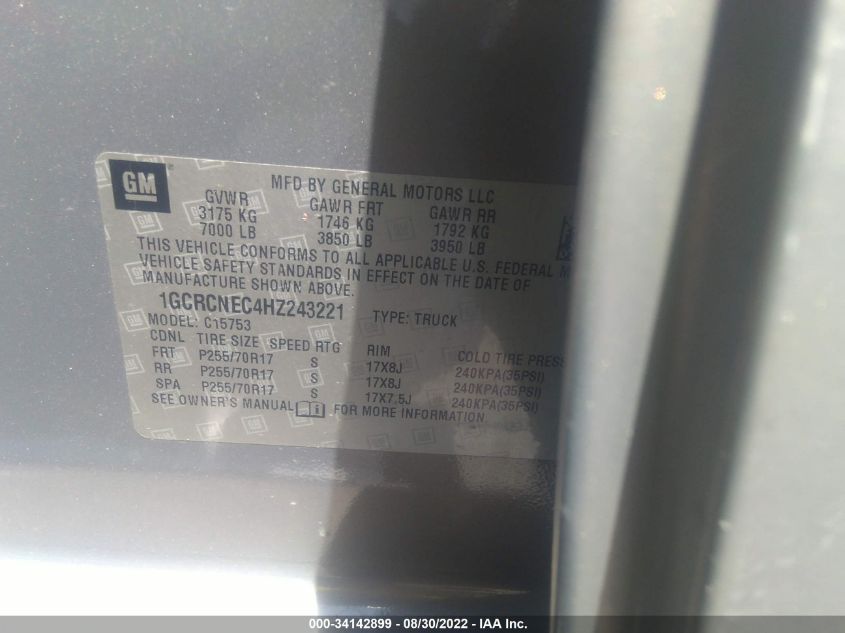 GM
MFD BY GENERAL MOTORS LLC
GVWR GAWR FRT GAWR RR
3175 KG 1746 KG 1792 KG
7000 LB 3850 LB 3950 LB
THIS VEHICLE CONFORMS TO ALL APPLICABLE U.S. FEDERAL M
VEHICLE SAFETY STANDARDS IN EFFECT ON THE DATE OF
MANUFACTURE SHOWN ABOVE.
1GCRCNEC4HZ243221 TYPE: TRUCK
MODEL: C15753
CDNL TIRE SIZE SPEED RTG RIM COLD TIRE PRESS
FRT P255/70R17 S 17X8J 240KPA(35PSI)
RR P255/70R17 S 17X8J 240KPA(35PSI)
SPA P255/70R17 S 17X7.5J 240KPA(35PSI)
SEE OWNER'S MANUAL FOR MORE INFORMATION
000-34142899 - 08/30/2022 - IAA Inc.